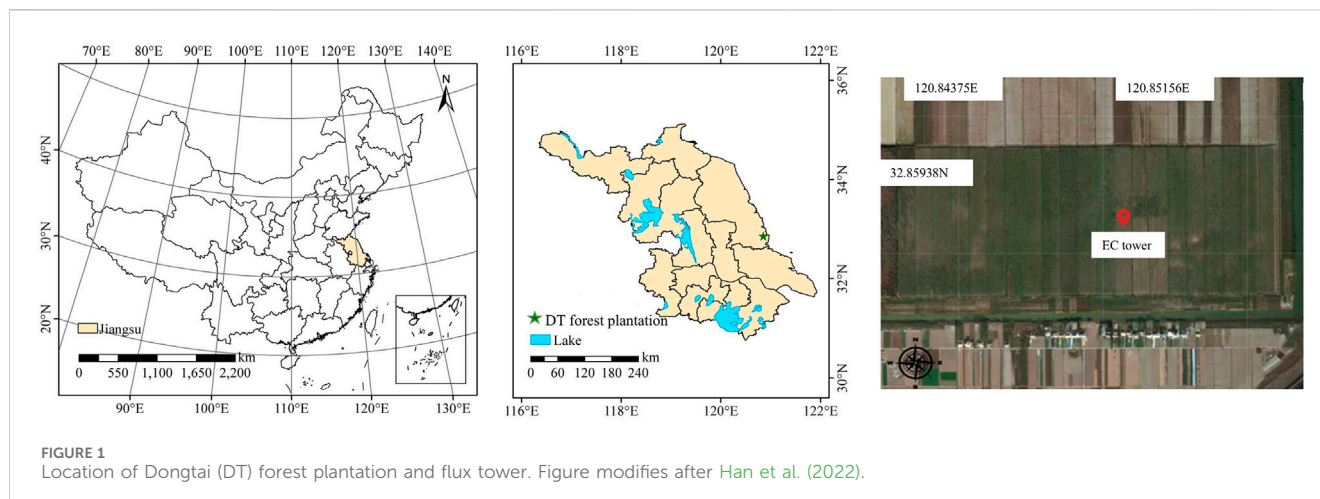 70°E 80°E 90°E 100°E 110°E 120°E 130°E 140°E
N
40°N
30°N
20°N
Jiangsu
km
0 550 1,100 1,650 2,200
90°E 100°E 110°E 120°E 130°E
116°E 118°E 120°E 122°E
36°N
34°N
32°N
30°N
DT forest plantation
Lake
km
0 60 120 180 240
116°E 118°E 120°E 122°E
120.84375E 120.85156E
32.85938N
EC tower
N
FIGURE 1
Location of Dongtai (DT) forest plantation and flux tower. Figure modifies after Han et al. (2022).